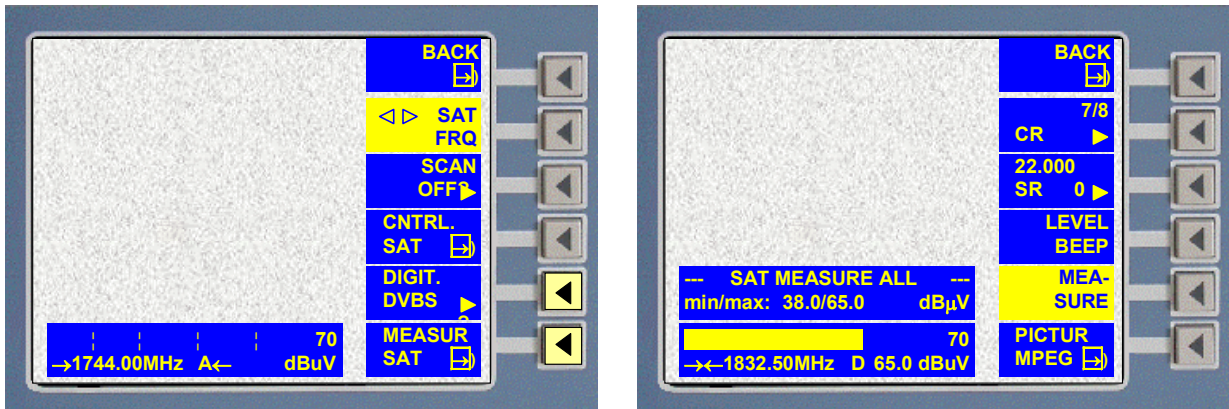 BACK
SAT
FRQ
SCAN
OFF?
CNTRL.
SAT
DIGIT.
DVBS
MEASUR
SAT
70
→1744.00MHz A← dBuV
BACK
7/8
CR
22.000
SR 0
LEVEL
BEEP
MEA-
SURE
PICTUR
MPEG
--- SAT MEASURE ALL ---
min/max: 38.0/65.0 dBµV
70
→←1832.50MHz D 65.0 dBuV